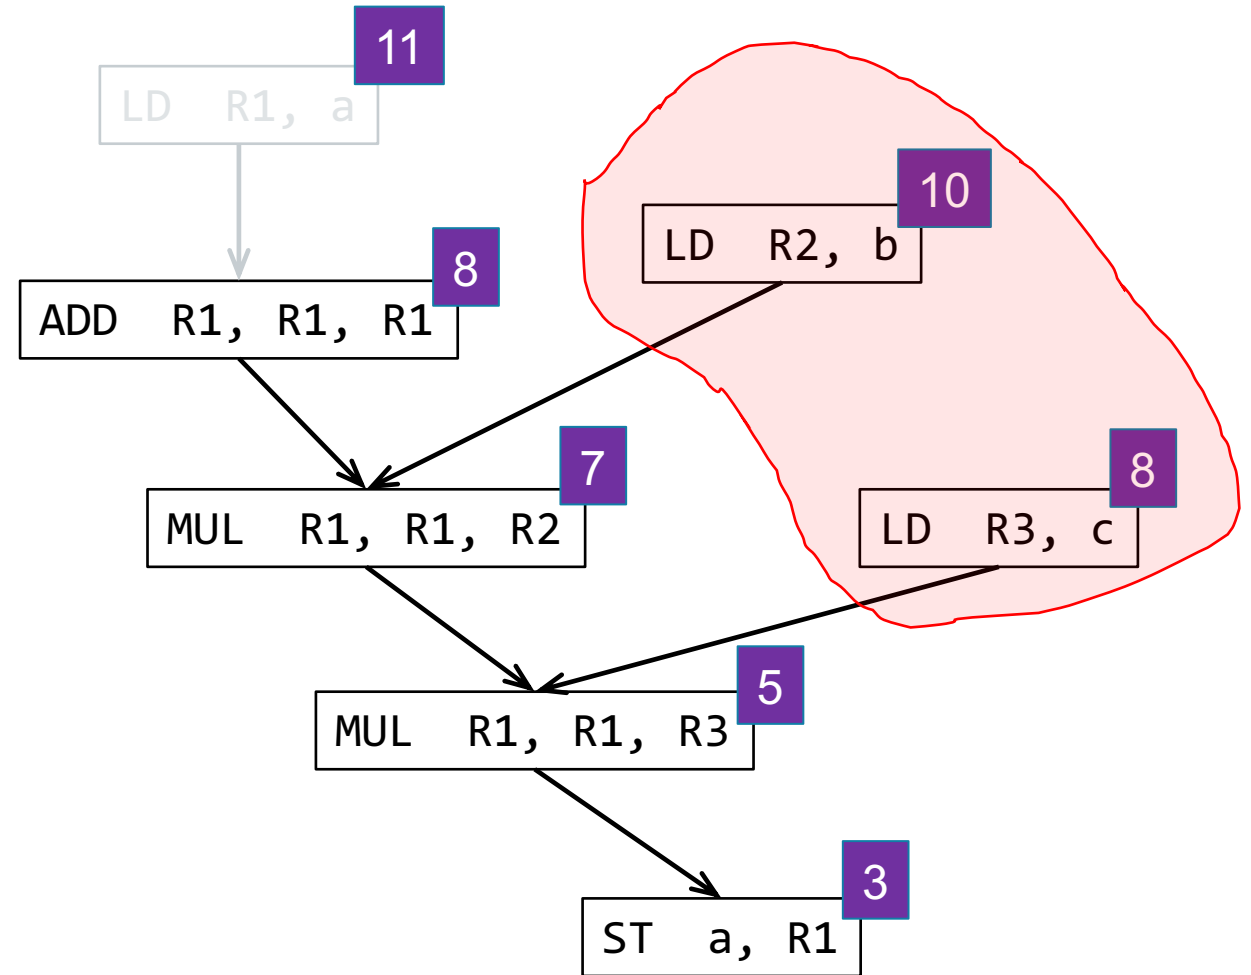 11
LD R1, a
10
LD R2, b
8
ADD R1, R1, R1
7
MUL R1, R1, R2
8
LD R3, c
5
MUL R1, R1, R3
3
ST a, R1